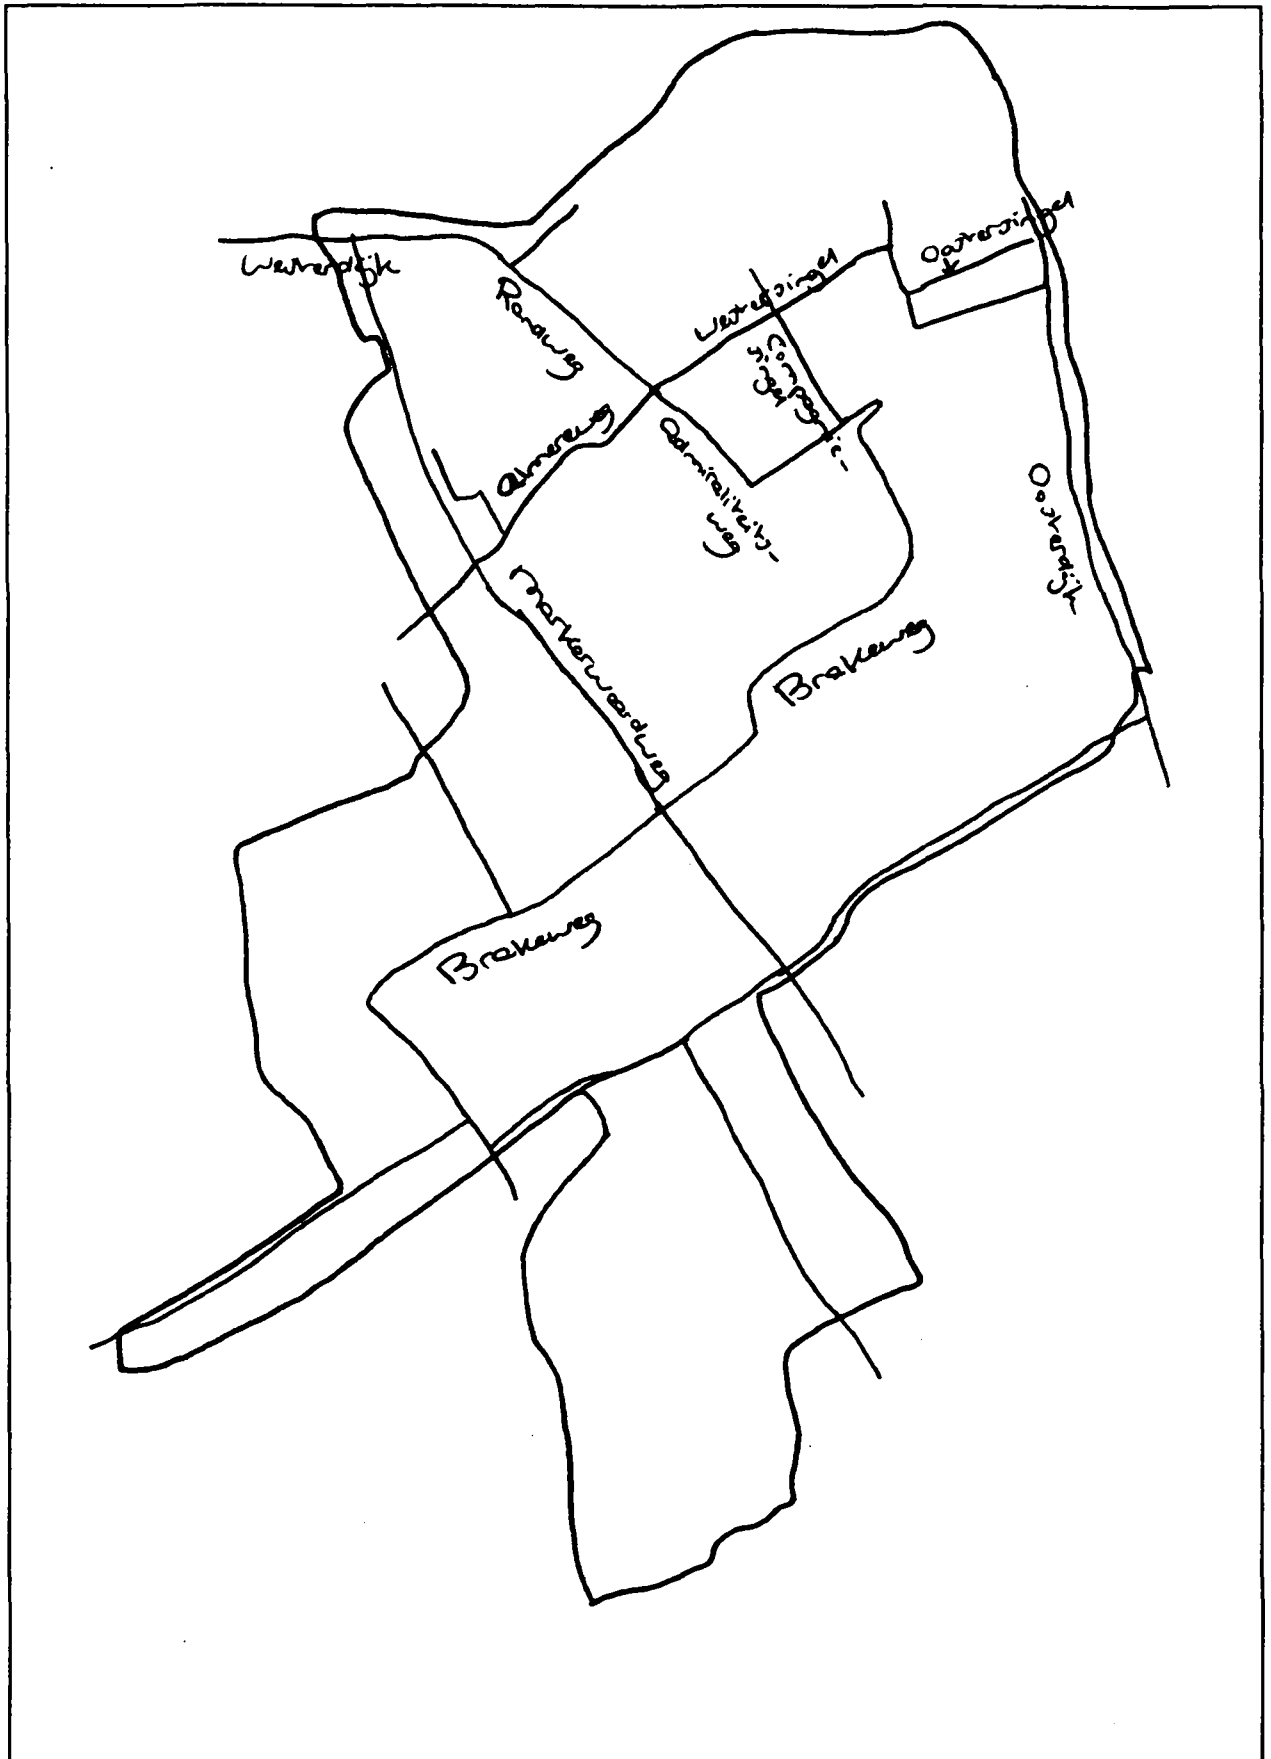 Oostersingel
Westerdijk
Randweg
Westersingel
Compagnie-
singel
Almereweg
Admiraliteits-
weg
Oosterdijk
Markerwaardweg
Brakeweg
Brakeweg